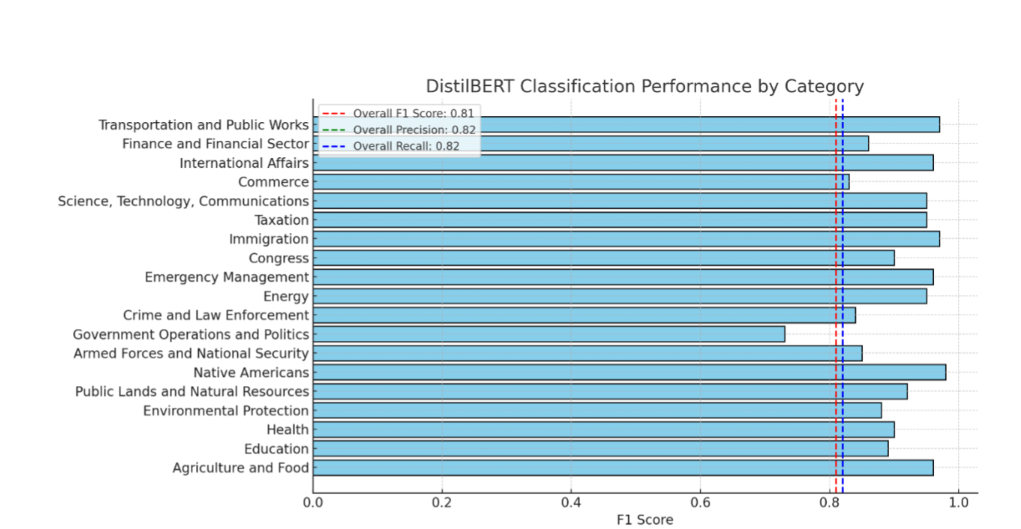 DistilBERT Classification Performance by Category
Overall F1 Score: 0.81
Overall Precision: 0.82
Overall Recall: 0.82
Transportation and Public Works
Finance and Financial Sector
International Affairs
Commerce
Science, Technology, Communications
Taxation
Immigration
Congress
Emergency Management
Energy
Crime and Law Enforcement
Government Operations and Politics
Armed Forces and National Security
Native Americans
Public Lands and Natural Resources
Environmental Protection
Health
Education
Agriculture and Food
0.0 0.2 0.4 0.6 0.8 1.0
F1 Score